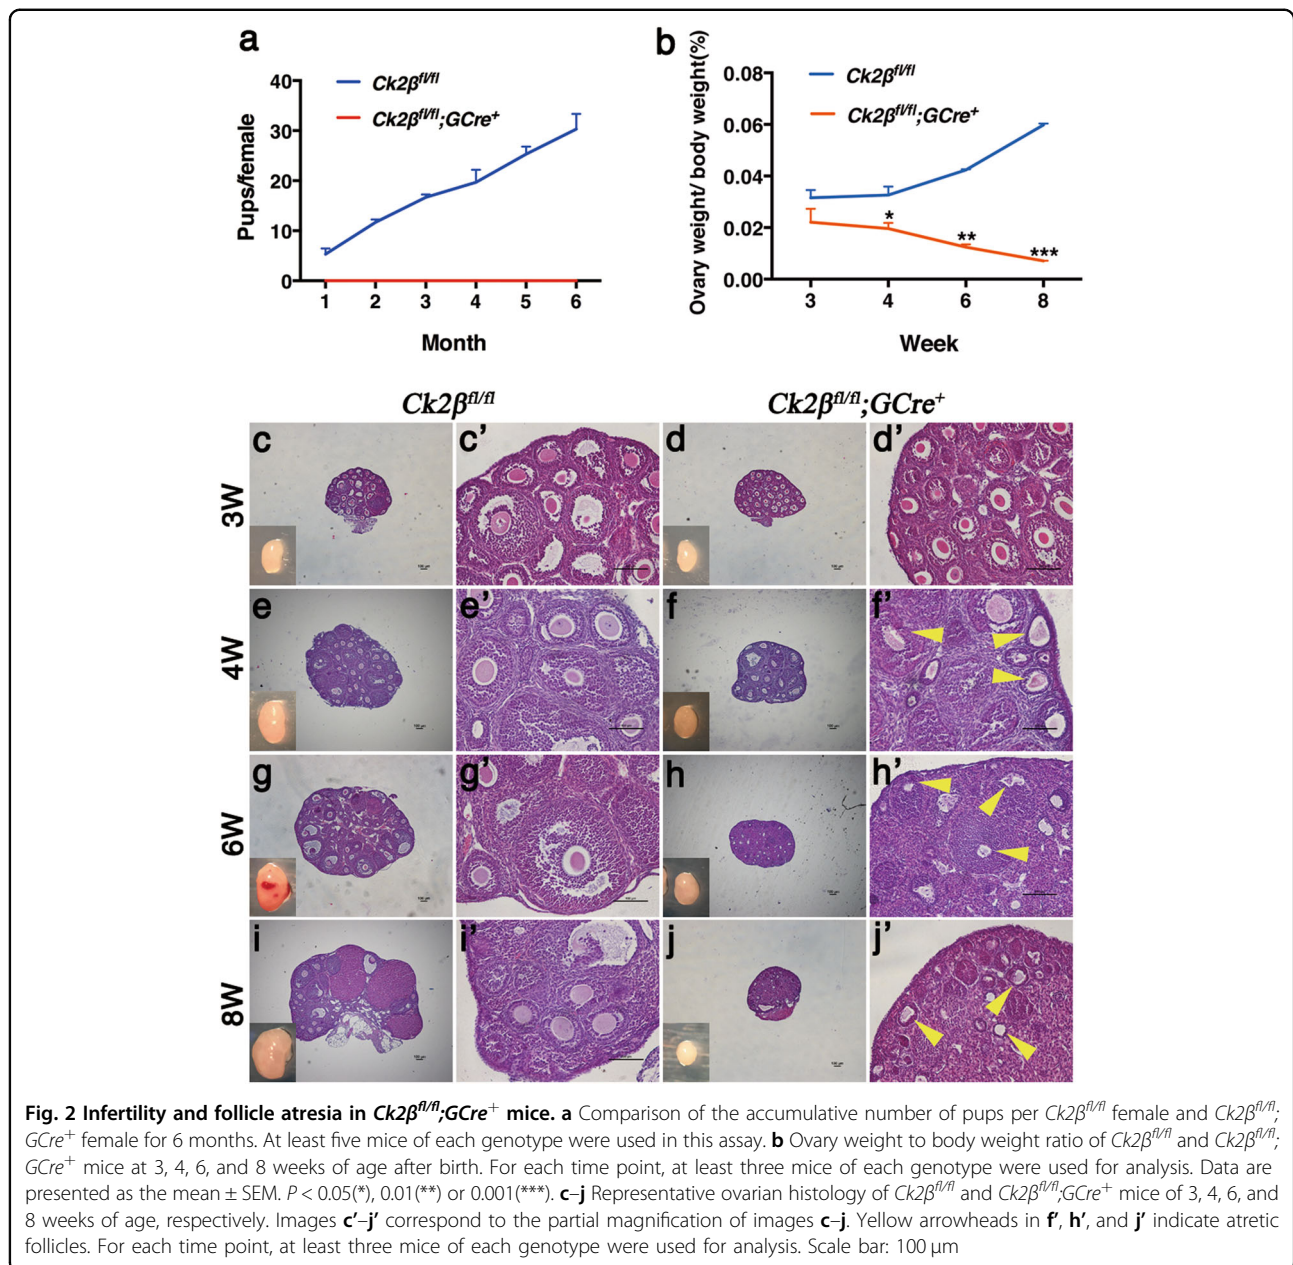 a
b
Ck2β^fl/fl
Ck2β^fl/fl;GCre+
Pups/female
40
30
20
10
0
1 2 3 4 5 6
Month
Ck2β^fl/fl
Ck2β^fl/fl;GCre+
Ovary weight/ body weight(%)
0.08
0.06
0.04
0.02
0.00
*
**
***
3 4 6 8
Week
Ck2β^fl/fl Ck2β^fl/fl;GCre+
3W
c c' d d'
4W
e e' f f'
6W
g g' h h'
8W
i i' j j'
Fig. 2 Infertility and follicle atresia in Ck2β^fl/fl;GCre+ mice. a Comparison of the accumulative number of pups per Ck2β^fl/fl female and Ck2β^fl/fl;
GCre+ female for 6 months. At least five mice of each genotype were used in this assay. b Ovary weight to body weight ratio of Ck2β^fl/fl and Ck2β^fl/fl;
GCre+ mice at 3, 4, 6, and 8 weeks of age after birth. For each time point, at least three mice of each genotype were used for analysis. Data are
presented as the mean ± SEM. P < 0.05(*), 0.01(**) or 0.001(***). c–j Representative ovarian histology of Ck2β^fl/fl and Ck2β^fl/fl;GCre+ mice of 3, 4, 6, and
8 weeks of age, respectively. Images c′–j′ correspond to the partial magnification of images c–j. Yellow arrowheads in f′, h′, and j′ indicate atretic
follicles. For each time point, at least three mice of each genotype were used for analysis. Scale bar: 100 μm